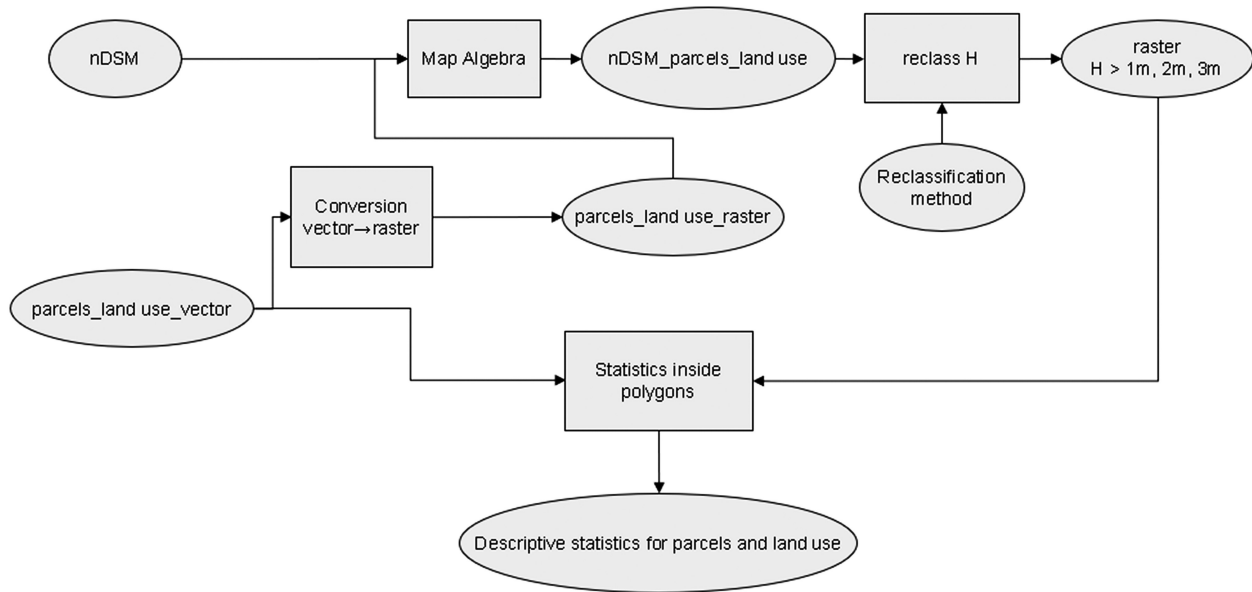 nDSM
Map Algebra
nDSM_parcels_land use
reclass H
raster
H > 1m, 2m, 3m
Reclassification
method
Conversion
vector→raster
parcels_land use_raster
parcels_land use_vector
Statistics inside
polygons
Descriptive statistics for parcels and land use